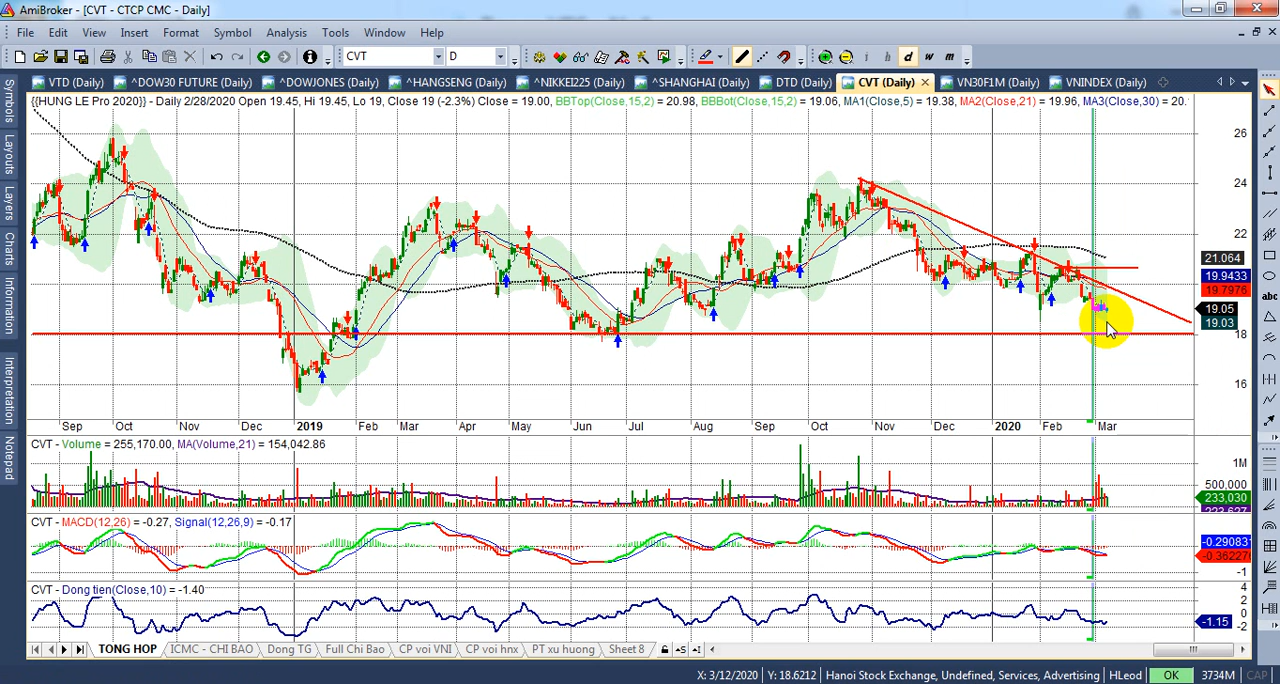 AmiBroker - [CVT - CTCP CMC - Daily]
File Edit View Insert Format Symbol Analysis Tools Window Help
CVT D i h d w m
VTD (Daily) ^DOW30 FUTURE (Daily) ^DOWJONES (Daily) ^HANGSENG (Daily) ^NIKKEI225 (Daily) ^SHANGHAI (Daily) DTD (Daily) CVT (Daily) VN30F1M (Daily) VNINDEX (Daily)
{{HUNG LE Pro 2020}} - Daily 2/28/2020 Open 19.45, Hi 19.45, Lo 19, Close 19 (-2.3%) Close = 19.00, BBTop(Close,15,2) = 20.98, BBBot(Close,15,2) = 19.06, MA1(Close,5) = 19.38, MA2(Close,21) = 19.96, MA3(Close,30) = 20.
Symbols
Layouts
Layers
Charts
Information
Interpretation
Notepad
abc
26
24
22
21.064
19.9433
19.7976
19.05
19.03
18
16
Sep Oct Nov Dec 2019 Feb Mar Apr May Jun Jul Aug Sep Oct Nov Dec 2020 Feb Mar
CVT - Volume = 255,170.00, MA(Volume,21) = 154,042.86
1M
500,000
233,030
CVT - MACD(12,26) = -0.27, Signal(12,26,9) = -0.17
-0.29083
-0.362270
-1
CVT - Dong tien(Close,10) = -1.40
4
2
0
-1.15
-2
TONG HOP ICMC - CHI BAO Dong TG Full Chi Bao CP voi VNI CP voi hnx PT xu huong Sheet 8
X: 3/12/2020 Y: 18.6212 Hanoi Stock Exchange, Undefined, Services, Advertising HLeod OK 3734M CAP